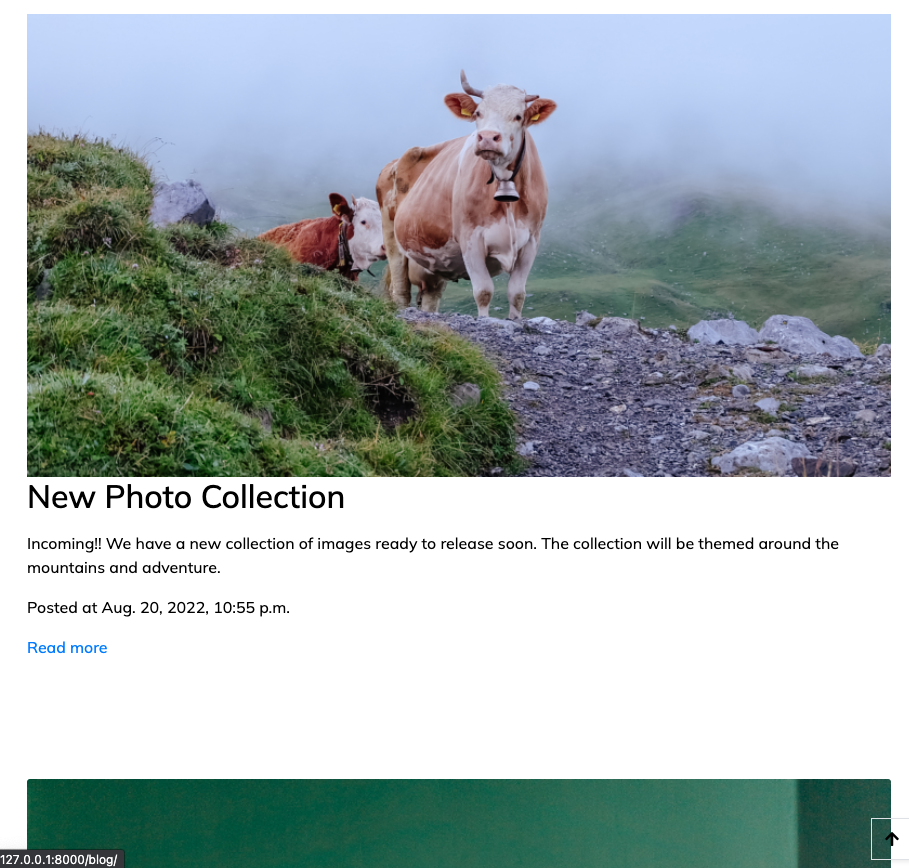 New Photo Collection
Incoming!! We have a new collection of images ready to release soon. The collection will be themed around the
mountains and adventure.
Posted at Aug. 20, 2022, 10:55 p.m.
Read more
127.0.0.1:8000/blog/